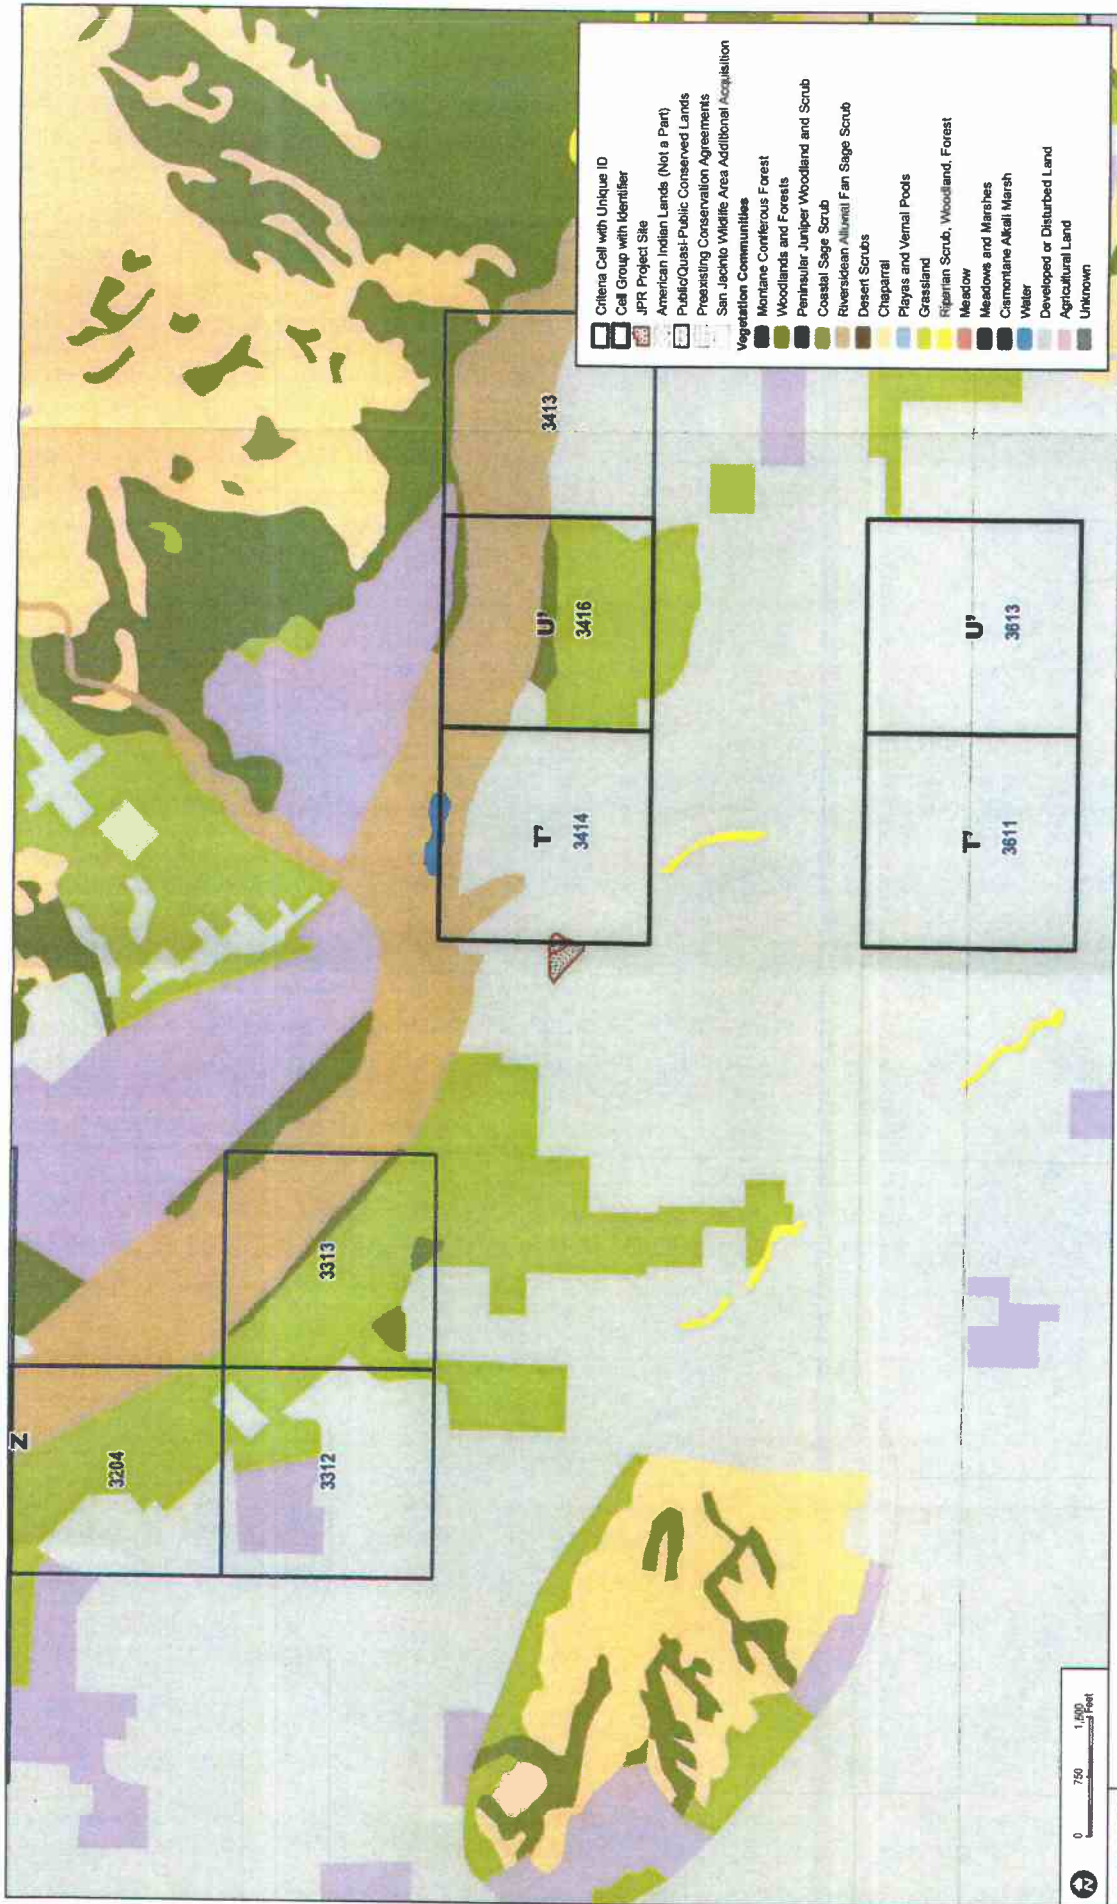 Z
3204
3312
3313
3413
U'
3416
T'
3414
U'
3613
T'
3611
Criteria Cell with Unique ID
Cell Group with Identifier
JPR Project Site
American Indian Lands (Not a Part)
Public/Quasi-Public Conserved Lands
Preexisting Conservation Agreements
San Jacinto Wildlife Area Additional Acquisition
Vegetation Communities
Montane Coniferous Forest
Woodlands and Forests
Peninsular Juniper Woodland and Scrub
Coastal Sage Scrub
Riversidean Alluvial Fan Sage Scrub
Desert Scrubs
Chaparral
Playas and Vernal Pools
Grassland
Riparian Scrub, Woodland, Forest
Meadow
Meadows and Marshes
Cismontane Alkali Marsh
Water
Developed or Disturbed Land
Agricultural Land
Unknown
N
0 750 1,500
Feet